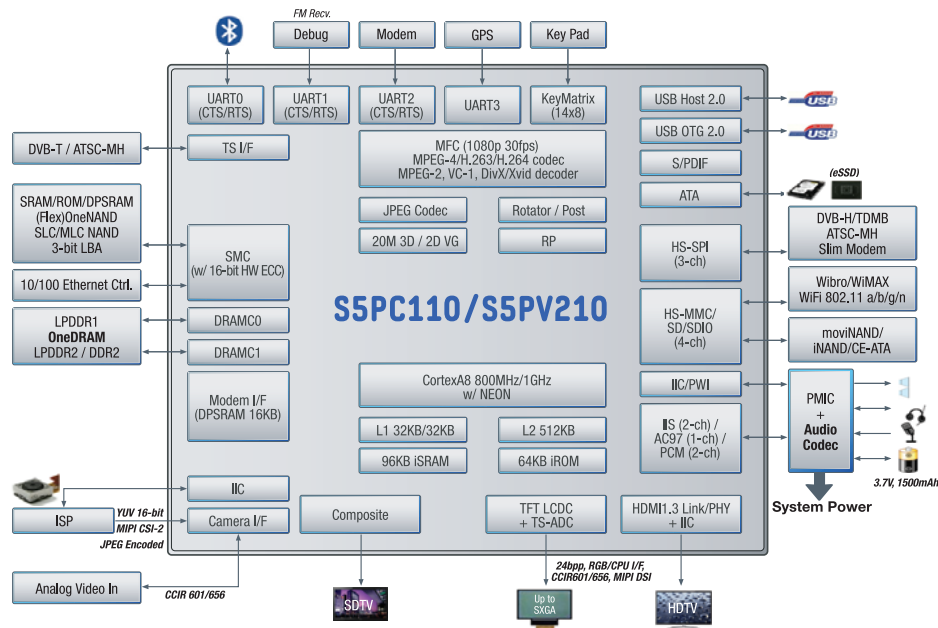 FM Recv.
Debug
Modem
GPS
Key Pad
UART0
(CTS/RTS)
UART1
(CTS/RTS)
UART2
(CTS/RTS)
UART3
KeyMatrix
(14x8)
USB Host 2.0
USB
USB OTG 2.0
USB
DVB-T / ATSC-MH
TS I/F
MFC (1080p 30fps)
MPEG-4/H.263/H.264 codec
MPEG-2, VC-1, DivX/Xvid decoder
S/PDIF
ATA
(eSSD)
SRAM/ROM/DPSRAM
(Flex)OneNAND
SLC/MLC NAND
3-bit LBA
JPEG Codec
Rotator / Post
20M 3D / 2D VG
RP
SMC
(w/ 16-bit HW ECC)
HS-SPI
(3-ch)
DVB-H/TDMB
ATSC-MH
Slim Modem
10/100 Ethernet Ctrl.
Wibro/WiMAX
WiFi 802.11 a/b/g/n
S5PC110/S5PV210
HS-MMC/
SD/SDIO
(4-ch)
LPDDR1
OneDRAM
LPDDR2 / DDR2
DRAMC0
DRAMC1
moviNAND/
iNAND/CE-ATA
Modem I/F
(DPSRAM 16KB)
CortexA8 800MHz/1GHz
w/ NEON
IIC/PWI
PMIC
+
Audio
Codec
L1 32KB/32KB
L2 512KB
IIS (2-ch) /
AC97 (1-ch) /
PCM (2-ch)
96KB iSRAM
64KB iROM
3.7V, 1500mAh
System Power
IIC
ISP
YUV 16-bit
MIPI CSI-2
JPEG Encoded
Camera I/F
Composite
TFT LCDC
+ TS-ADC
HDMI1.3 Link/PHY
+ IIC
Analog Video In
CCIR 601/656
24bpp, RGB/CPU I/F,
CCIR601/656, MIPI DSI
SDTV
Up to
SXGA
HDTV